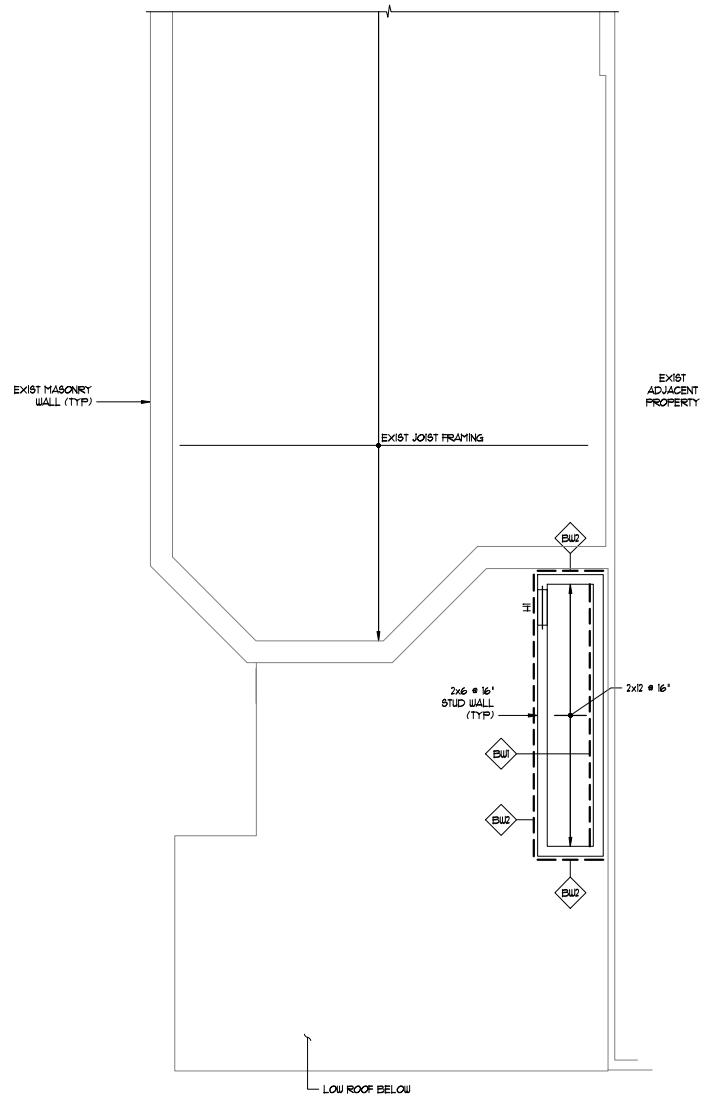 EXIST MASONRY
WALL (TYP)
EXIST
ADJACENT
PROPERTY
EXIST JOIST FRAMING
BW2
H1
2x6 @ 16"
STUD WALL
(TYP)
2x12 @ 16"
BW1
BW2
BW2
LOW ROOF BELOW